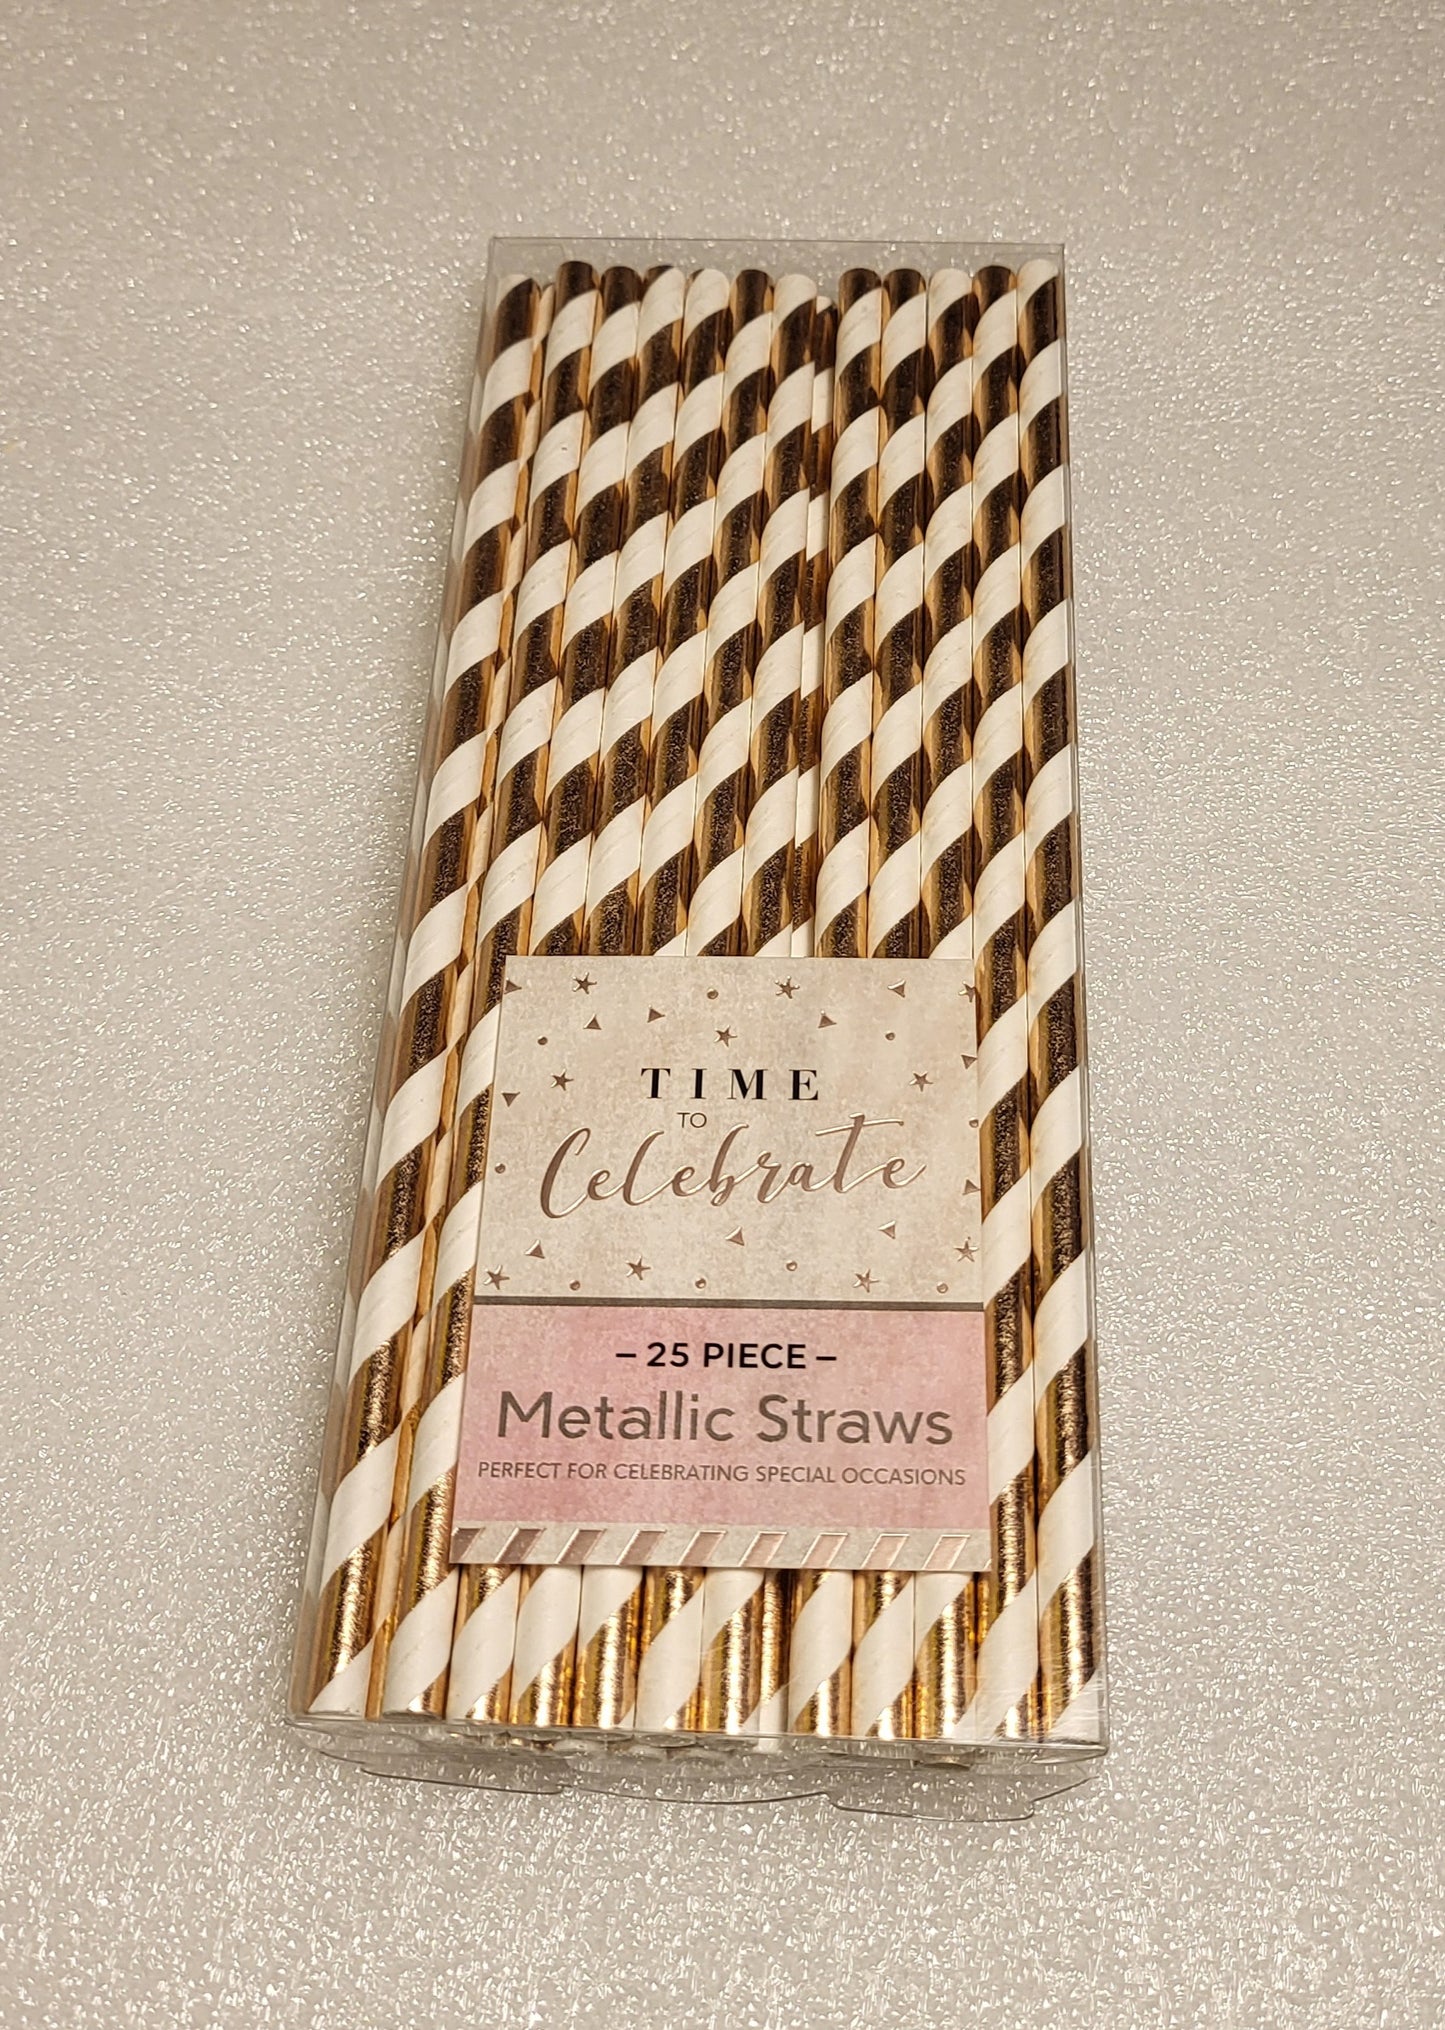 TIME
TO
Celebrate
– 25 PIECE –
Metallic Straws
PERFECT FOR CELEBRATING SPECIAL OCCASIONS